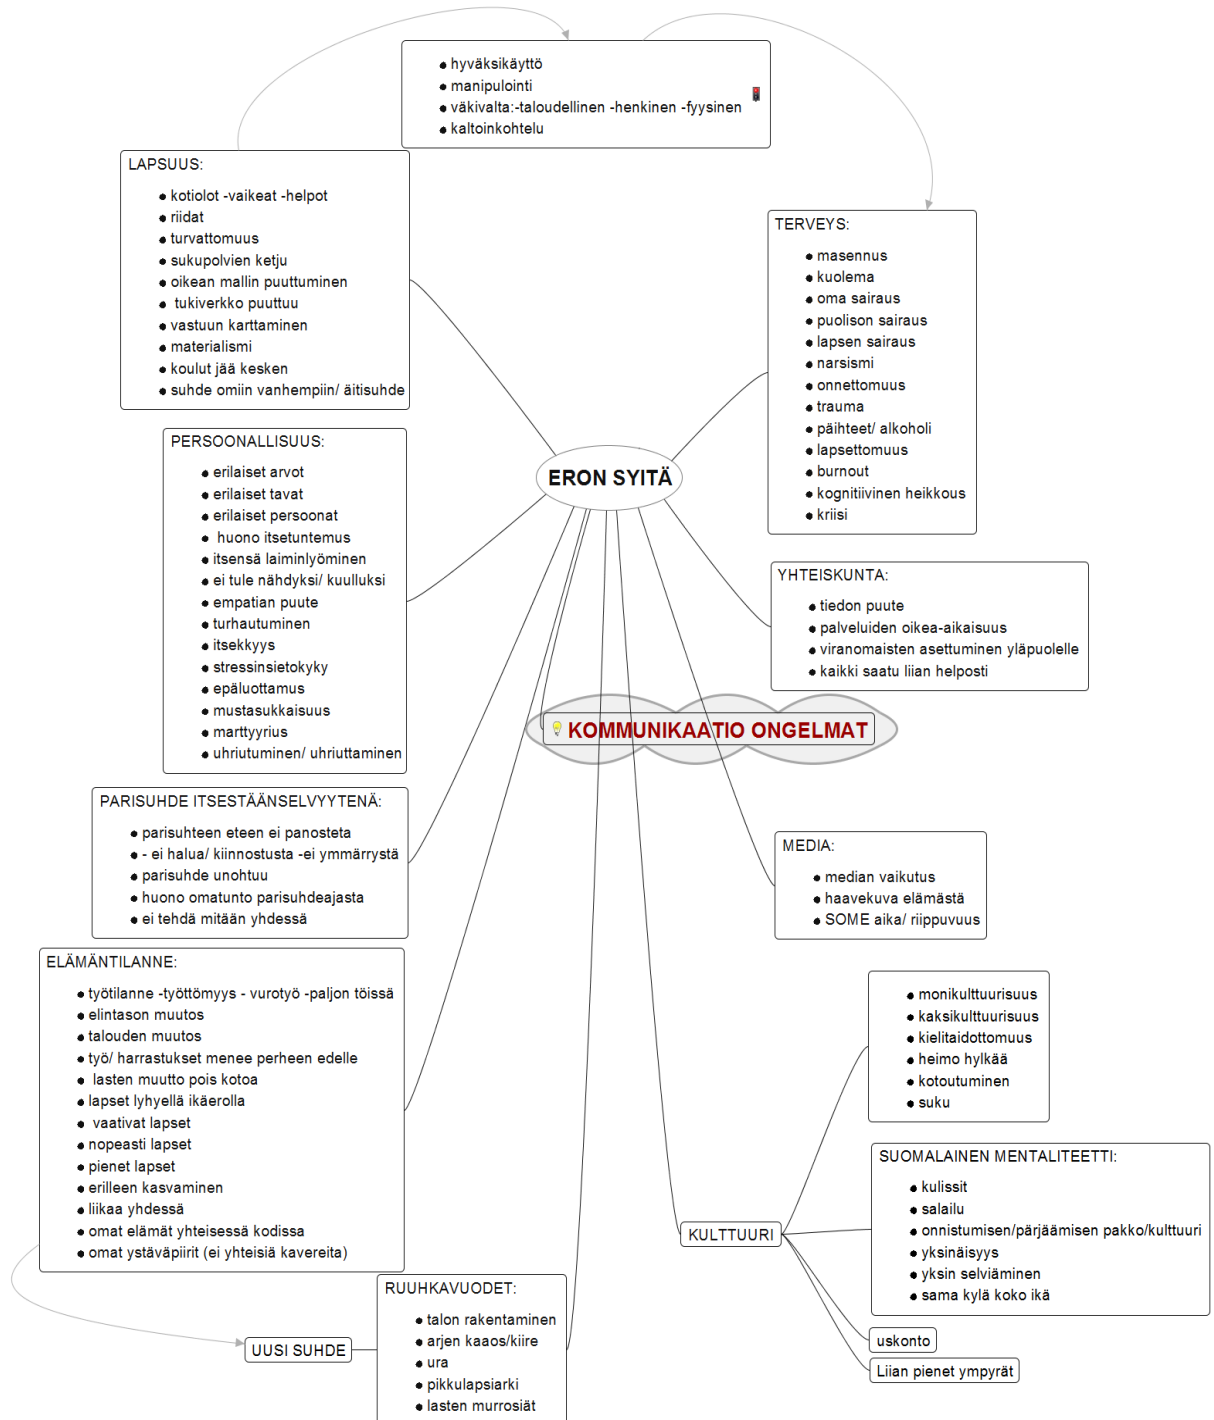 hyväksikäyttö
manipulointi
väkivalta:-taloudellinen -henkinen -fyysinen
kaltoinkohtelu
LAPSUUS:
kotiolot -vaikeat -helpot
riidat
turvattomuus
sukupolvien ketju
oikean mallin puuttuminen
tukiverkko puuttuu
vastuun karttaminen
materialismi
koulut jää kesken
suhde omiin vanhempiin/ äitisuhde
TERVEYS:
masennus
kuolema
oma sairaus
puolison sairaus
lapsen sairaus
narsismi
onnettomuus
trauma
päihteet/ alkoholi
lapsettomuus
burnout
kognitiivinen heikkous
kriisi
PERSOONALLISUUS:
erilaiset arvot
erilaiset tavat
erilaiset persoonat
huono itsetuntemus
itsensä laiminlyöminen
ei tule nähdyksi/ kuulluksi
empatian puute
turhautuminen
itsekkyys
stressinsietokyky
epäluottamus
mustasukkaisuus
marttyyrius
uhriutuminen/ uhriuttaminen
ERON SYITÄ
YHTEISKUNTA:
tiedon puute
palveluiden oikea-aikaisuus
viranomaisten asettuminen yläpuolelle
kaikki saatu liian helposti
KOMMUNIKAATIO ONGELMAT
PARISUHDE ITSESTÄÄNSELVYYTENÄ:
parisuhteen eteen ei panosteta
- ei halua/ kiinnostusta -ei ymmärrystä
parisuhde unohtuu
huono omatunto parisuhdeajasta
ei tehdä mitään yhdessä
MEDIA:
median vaikutus
haavekuva elämästä
SOME aika/ riippuvuus
ELÄMÄNTILANNE:
työtilanne -työttömyys - vurotyö -paljon töissä
elintason muutos
talouden muutos
työ/ harrastukset menee perheen edelle
lasten muutto pois kotoa
lapset lyhyellä ikäerolla
vaativat lapset
nopeasti lapset
pienet lapset
erilleen kasvaminen
liikaa yhdessä
omat elämät yhteisessä kodissa
omat ystäväpiirit (ei yhteisiä kavereita)
monikulttuurisuus
kaksikulttuurisuus
kielitaidottomuus
heimo hylkää
kotoutuminen
suku
SUOMALAINEN MENTALITEETTI:
kulissit
salailu
onnistumisen/pärjäämisen pakko/kulttuuri
yksinäisyys
yksin selviäminen
sama kylä koko ikä
KULTTUURI
uskonto
Liian pienet ympyrät
UUSI SUHDE
RUUHKAVUODET:
talon rakentaminen
arjen kaaos/kiire
ura
pikkulapsiarki
lasten murrosiät